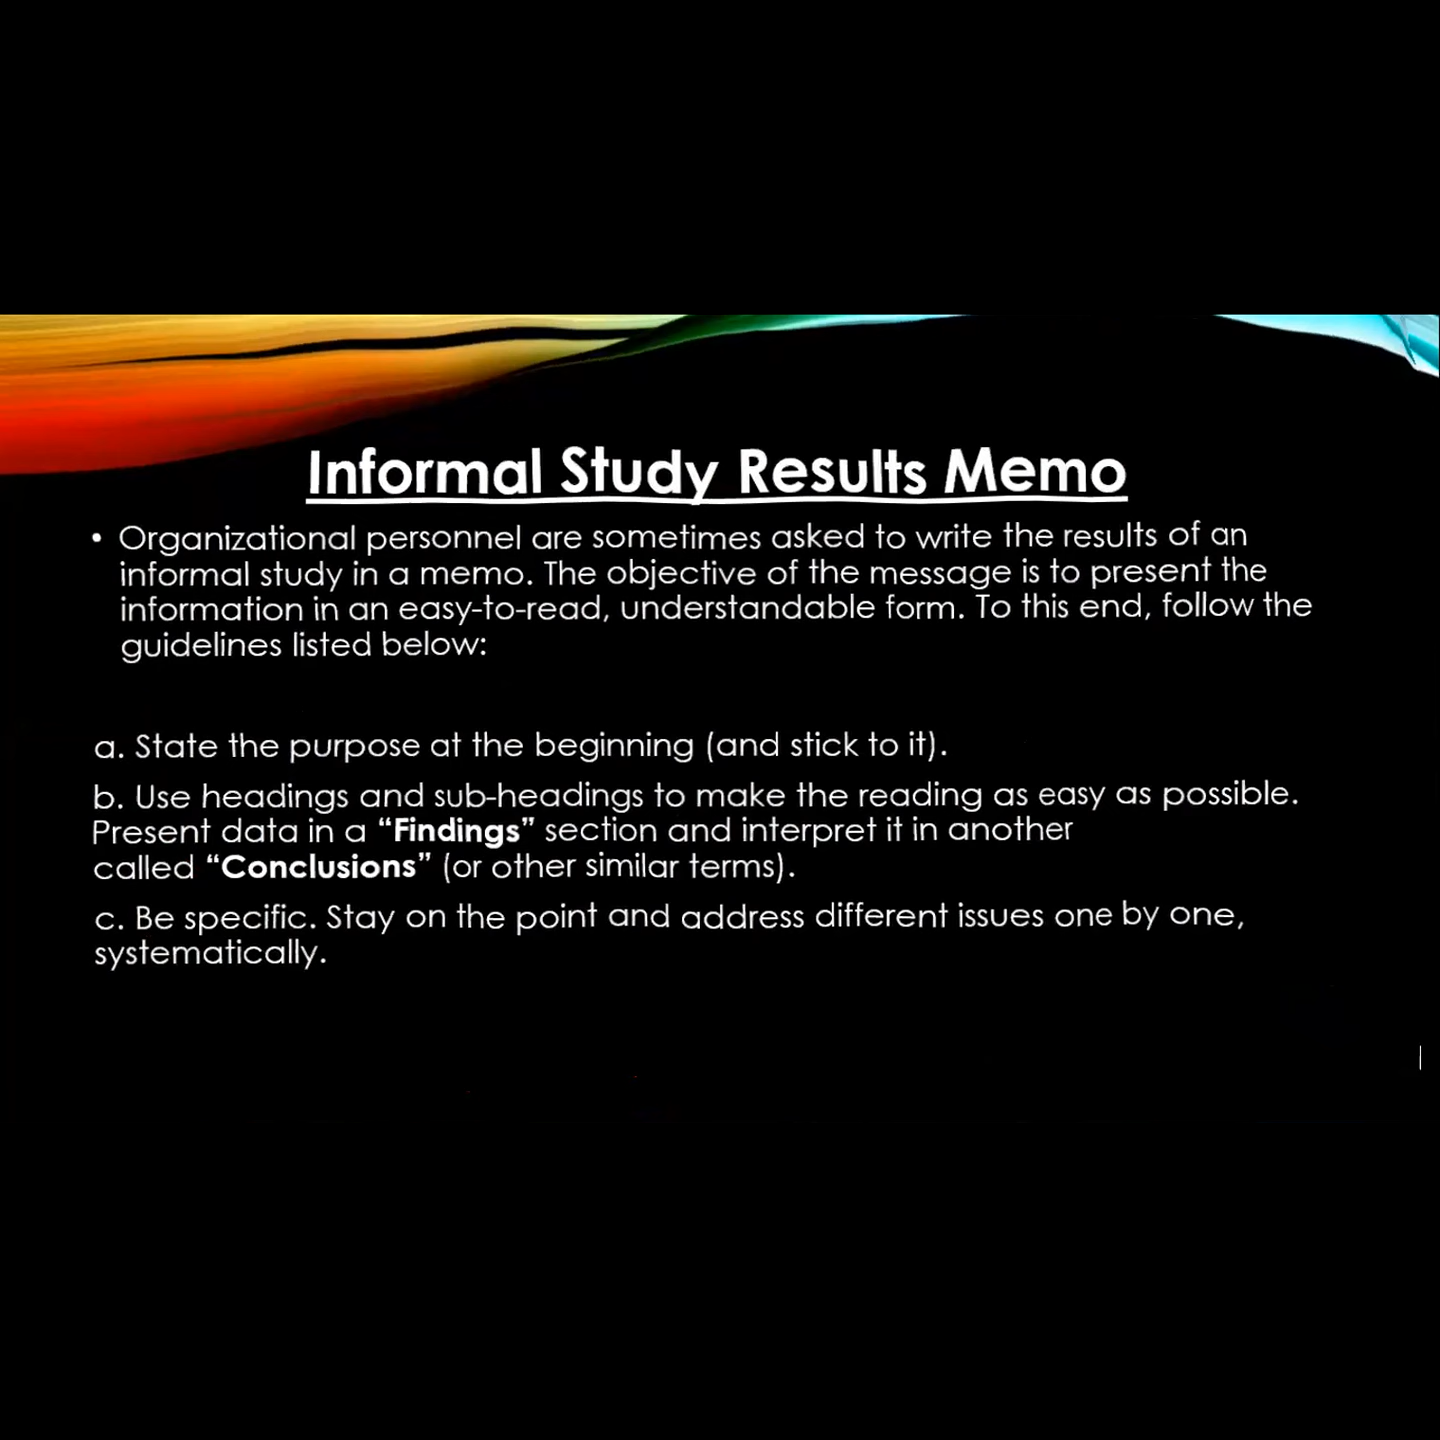 Informal Study Results Memo
• Organizational personnel are sometimes asked to write the results of an
informal study in a memo. The objective of the message is to present the
information in an easy-to-read, understandable form. To this end, follow the
guidelines listed below:
a. State the purpose at the beginning (and stick to it).
b. Use headings and sub-headings to make the reading as easy as possible.
Present data in a “Findings” section and interpret it in another
called “Conclusions” (or other similar terms).
c. Be specific. Stay on the point and address different issues one by one,
systematically.